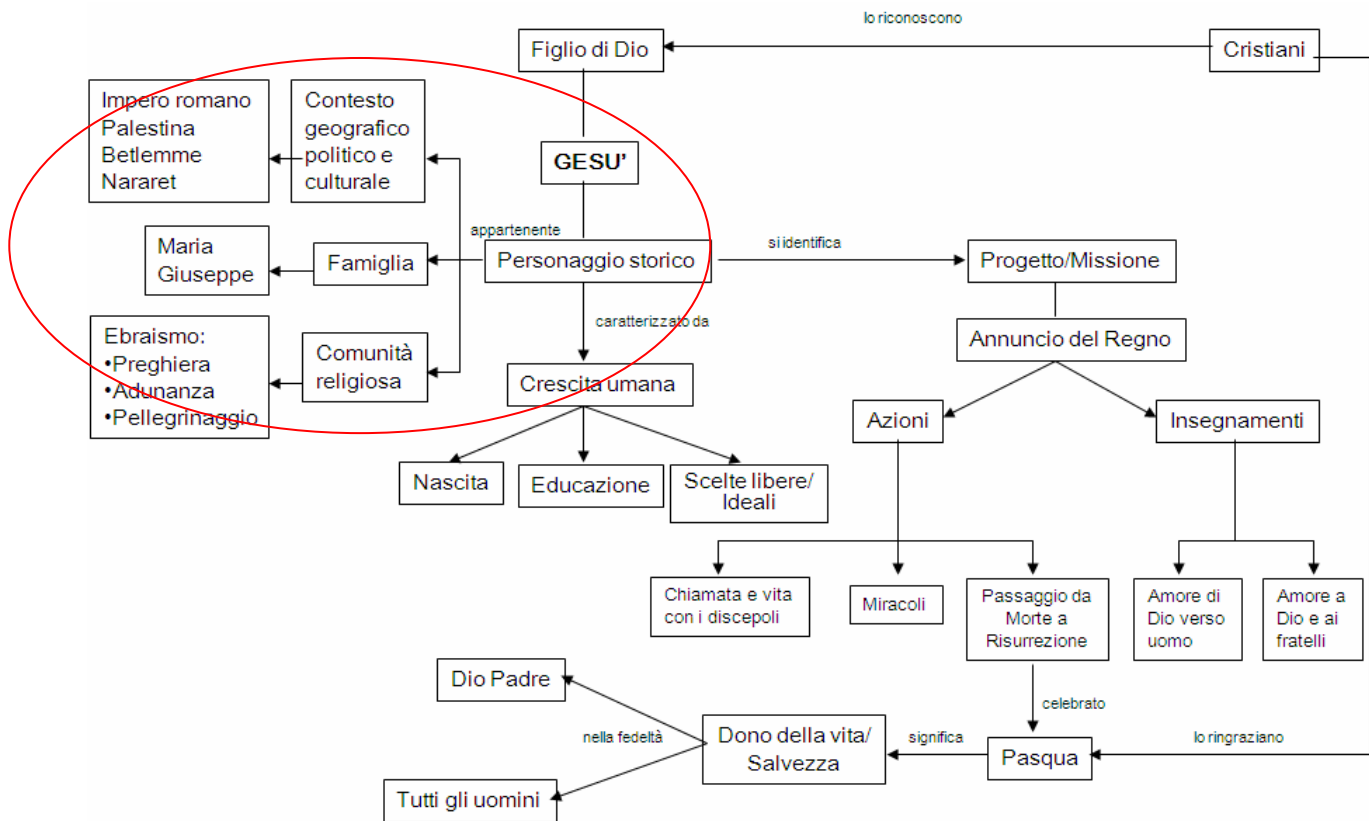 lo riconoscono
Figlio di Dio
Cristiani
Impero romano
Palestina
Betlemme
Nararet
Contesto
geografico
politico e
culturale
GESU'
appartenente
si identifica
Maria
Giuseppe
Famiglia
Personaggio storico
Progetto/Missione
caratterizzato da
Ebraismo:
•Preghiera
•Adunanza
•Pellegrinaggio
Comunità
religiosa
Annuncio del Regno
Crescita umana
Azioni
Insegnamenti
Nascita
Educazione
Scelte libere/
Ideali
Chiamata e vita
con i discepoli
Miracoli
Passaggio da
Morte a
Risurrezione
Amore di
Dio verso
uomo
Amore a
Dio e ai
fratelli
Dio Padre
celebrato
nella fedeltà
Dono della vita/
Salvezza
significa
Pasqua
lo ringraziano
Tutti gli uomini